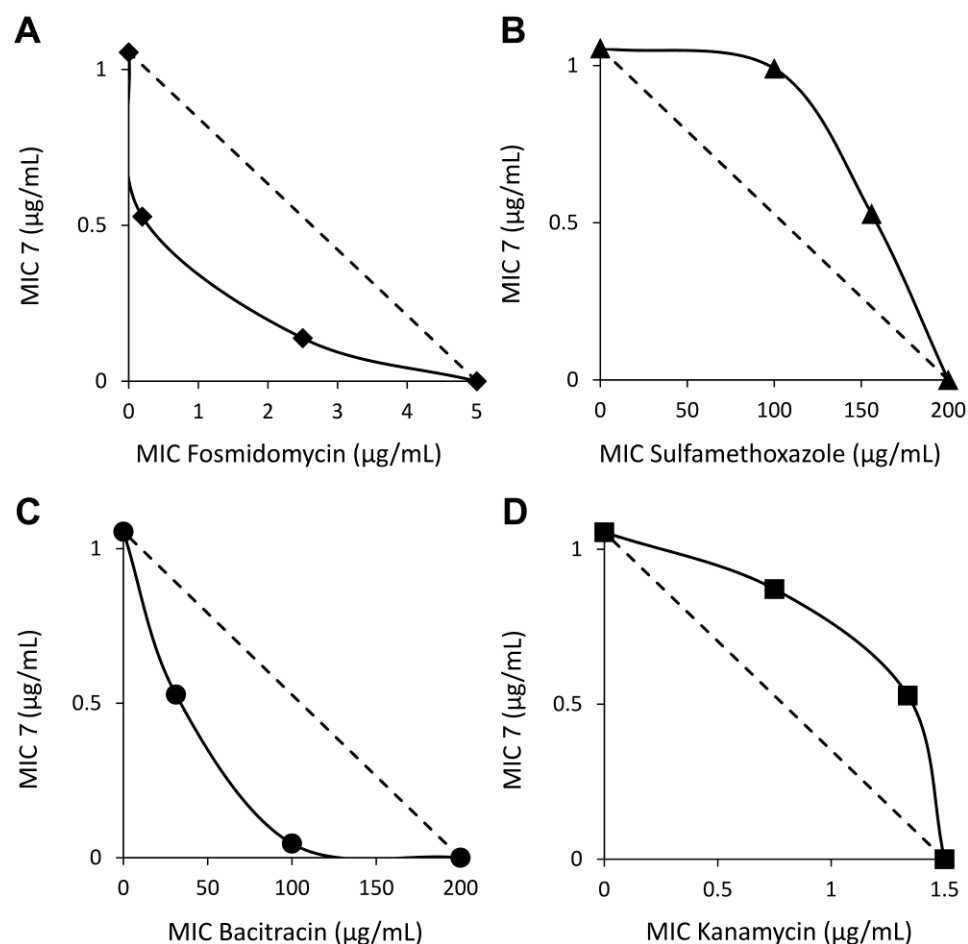 A
1
0.5
0
MIC 7 (µg/mL)
0 1 2 3 4 5
MIC Fosmidomycin (µg/mL)
B
1
0.5
0
MIC 7 (µg/mL)
0 50 100 150 200
MIC Sulfamethoxazole (µg/mL)
C
1
0.5
0
MIC 7 (µg/mL)
0 50 100 150 200
MIC Bacitracin (µg/mL)
D
1
0.5
0
MIC 7 (µg/mL)
0 0.5 1 1.5
MIC Kanamycin (µg/mL)